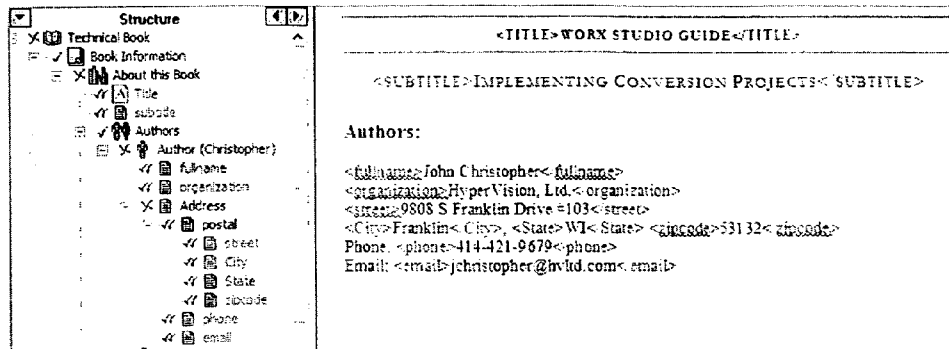 Structure
Technical Book
Book Information
About this Book
Title
subtitle
Authors
Author (Christopher)
fullname
organization
Address
postal
street
City
State
zipcode
phone
email
<TITLE>WORX STUDIO GUIDE</TITLE>
<SUBTITLE>IMPLEMENTING CONVERSION PROJECTS</SUBTITLE>
Authors:
<fullname>John Christopher</fullname>
<organization>HyperVision, Ltd.</organization>
<street>9808 S Franklin Drive #103</street>
<City>Franklin</City>, <State>WI</State> <zipcode>53132</zipcode>
Phone: <phone>414-421-9679</phone>
Email: <email>jchristopher@hvltd.com</email>